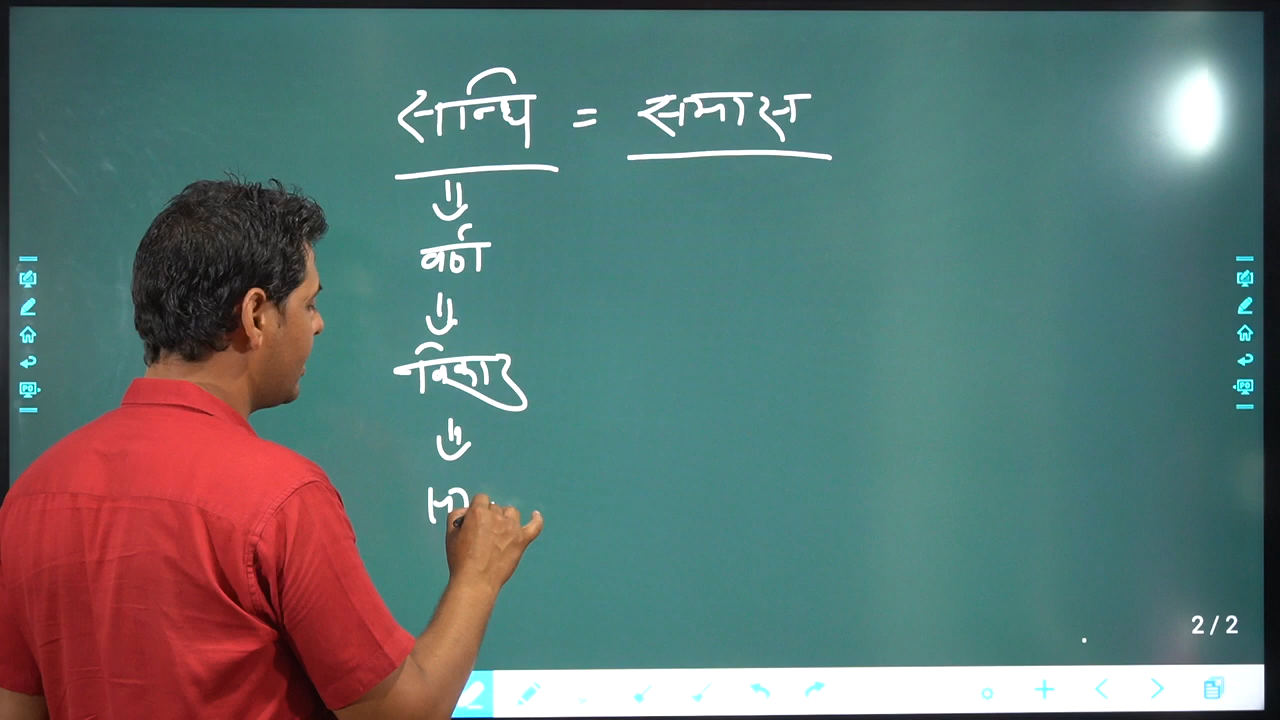 सन्धि = समास
वर्ण
विकार
2/2